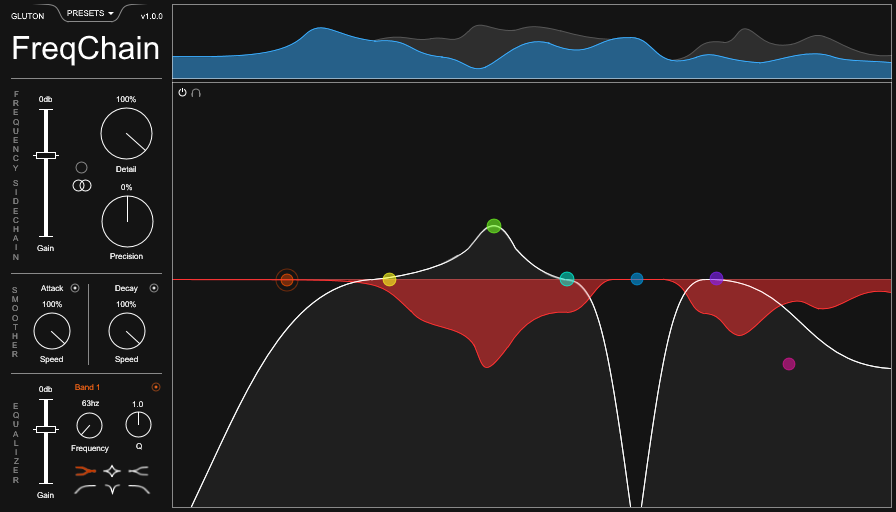 GLUTON
PRESETS
v1.0.0
FreqChain
FREQUENCY SIDECHAIN
0db
100%
Detail
0%
Precision
Gain
SMOOTHER
Attack
Decay
100%
100%
Speed
Speed
EQUALIZER
0db
Band 1
63hz
1.0
Frequency
Q
Gain